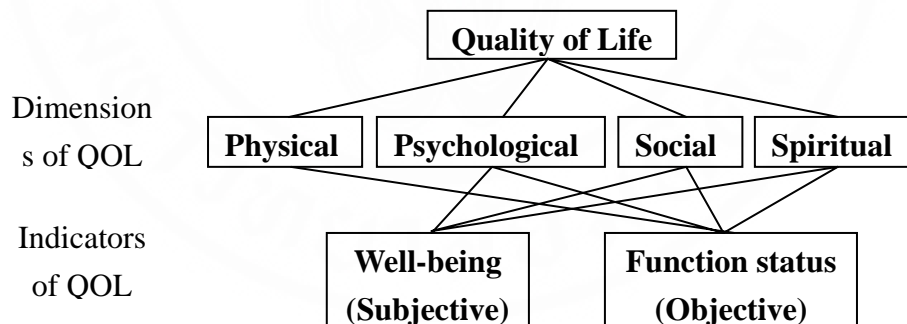 Quality of Life
Dimension
s of QOL
Physical
Psychological
Social
Spiritual
Indicators
of QOL
Well-being
(Subjective)
Function status
(Objective)